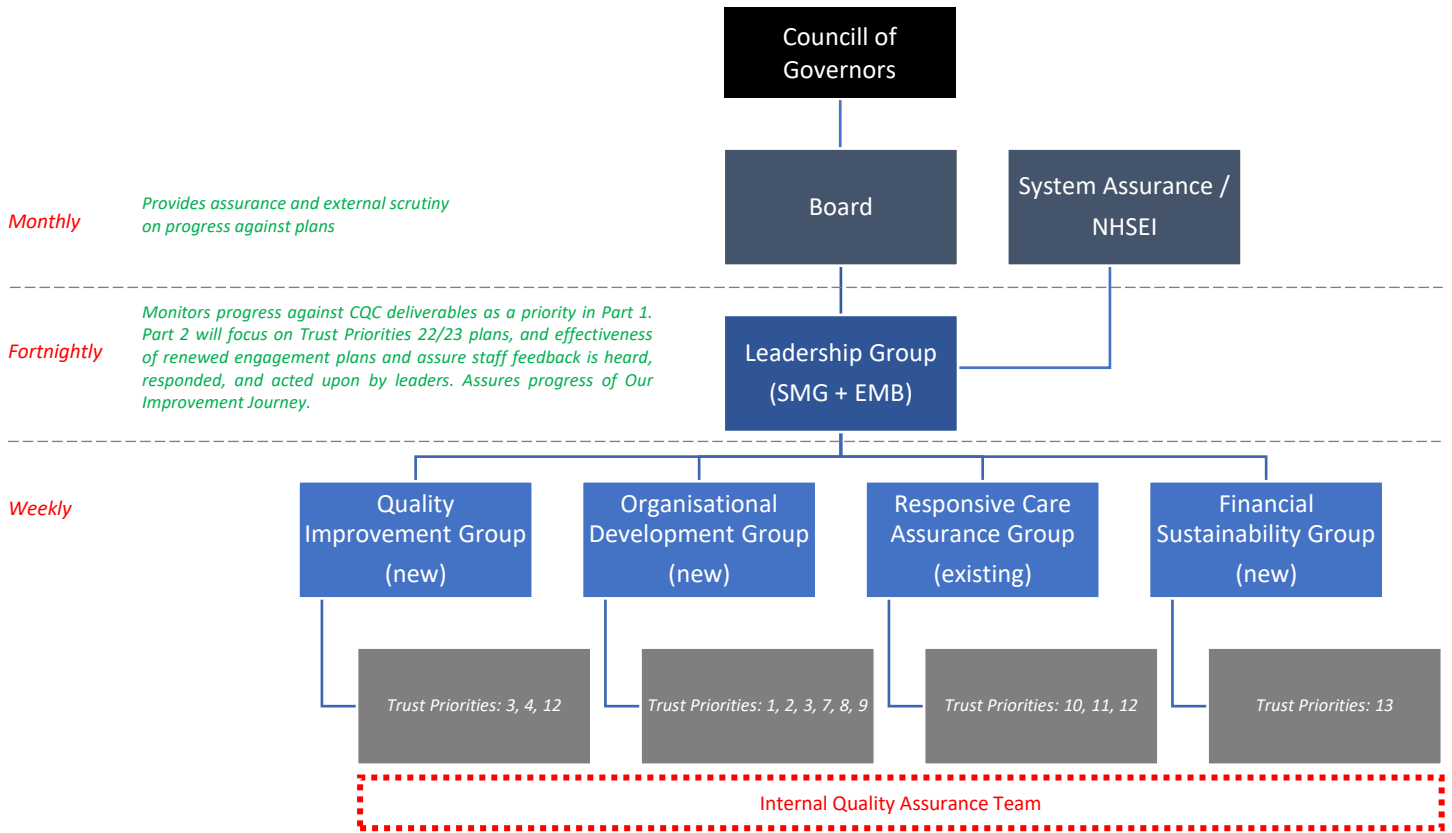 Councill of
Governors
Board
System Assurance /
NHSEI
Monthly
Provides assurance and external scrutiny
on progress against plans
Fortnightly
Monitors progress against CQC deliverables as a priority in Part 1.
Part 2 will focus on Trust Priorities 22/23 plans, and effectiveness
of renewed engagement plans and assure staff feedback is heard,
responded, and acted upon by leaders. Assures progress of Our
Improvement Journey.
Leadership Group
(SMG + EMB)
Weekly
Quality
Improvement Group
(new)
Organisational
Development Group
(new)
Responsive Care
Assurance Group
(existing)
Financial
Sustainability Group
(new)
Trust Priorities: 3, 4, 12
Trust Priorities: 1, 2, 3, 7, 8, 9
Trust Priorities: 10, 11, 12
Trust Priorities: 13
Internal Quality Assurance Team